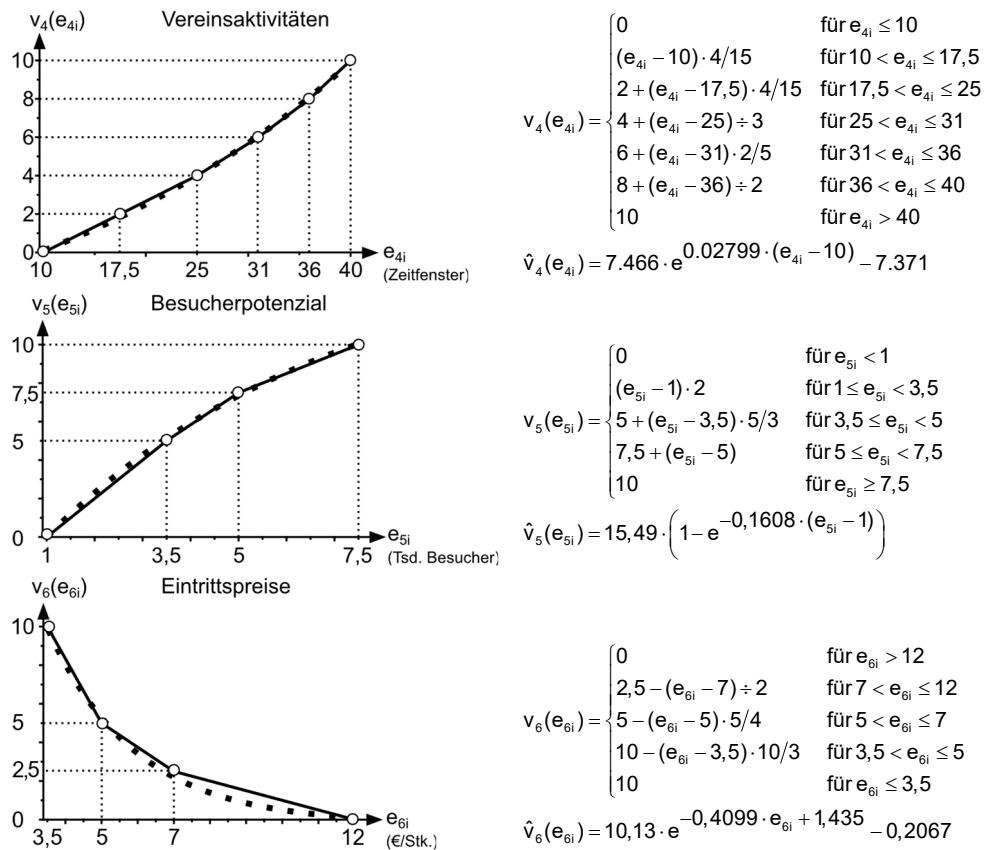 v₄(e₄ᵢ) Vereinsaktivitäten
10
8
6
4
2
0
10 17,5 25 31 36 40
e₄ᵢ
(Zeitfenster)
v₄(e₄ᵢ) =
0 für e₄ᵢ ≤ 10
(e₄ᵢ − 10) · 4/15 für 10 < e₄ᵢ ≤ 17,5
2 + (e₄ᵢ − 17,5) · 4/15 für 17,5 < e₄ᵢ ≤ 25
4 + (e₄ᵢ − 25) ÷ 3 für 25 < e₄ᵢ ≤ 31
6 + (e₄ᵢ − 31) · 2/5 für 31 < e₄ᵢ ≤ 36
8 + (e₄ᵢ − 36) ÷ 2 für 36 < e₄ᵢ ≤ 40
10 für e₄ᵢ > 40
v̂₄(e₄ᵢ) = 7.466 · e^0.02799 · (e₄ᵢ − 10) − 7.371
v₅(e₅ᵢ) Besucherpotenzial
10
7,5
5
0
1 3,5 5 7,5
e₅ᵢ
(Tsd. Besucher)
v₅(e₅ᵢ) =
0 für e₅ᵢ < 1
(e₅ᵢ − 1) · 2 für 1 ≤ e₅ᵢ < 3,5
5 + (e₅ᵢ − 3,5) · 5/3 für 3,5 ≤ e₅ᵢ < 5
7,5 + (e₅ᵢ − 5) für 5 ≤ e₅ᵢ < 7,5
10 für e₅ᵢ ≥ 7,5
v̂₅(e₅ᵢ) = 15,49 · (1 − e^−0,1608 · (e₅ᵢ − 1))
v₆(e₆ᵢ) Eintrittspreise
10
5
2,5
0
3,5 5 7 12
e₆ᵢ
(€/Stk.)
v₆(e₆ᵢ) =
0 für e₆ᵢ > 12
2,5 − (e₆ᵢ − 7) ÷ 2 für 7 < e₆ᵢ ≤ 12
5 − (e₆ᵢ − 5) · 5/4 für 5 < e₆ᵢ ≤ 7
10 − (e₆ᵢ − 3,5) · 10/3 für 3,5 < e₆ᵢ ≤ 5
10 für e₆ᵢ ≤ 3,5
v̂₆(e₆ᵢ) = 10,13 · e^−0,4099 · e₆ᵢ + 1,435 − 0,2067